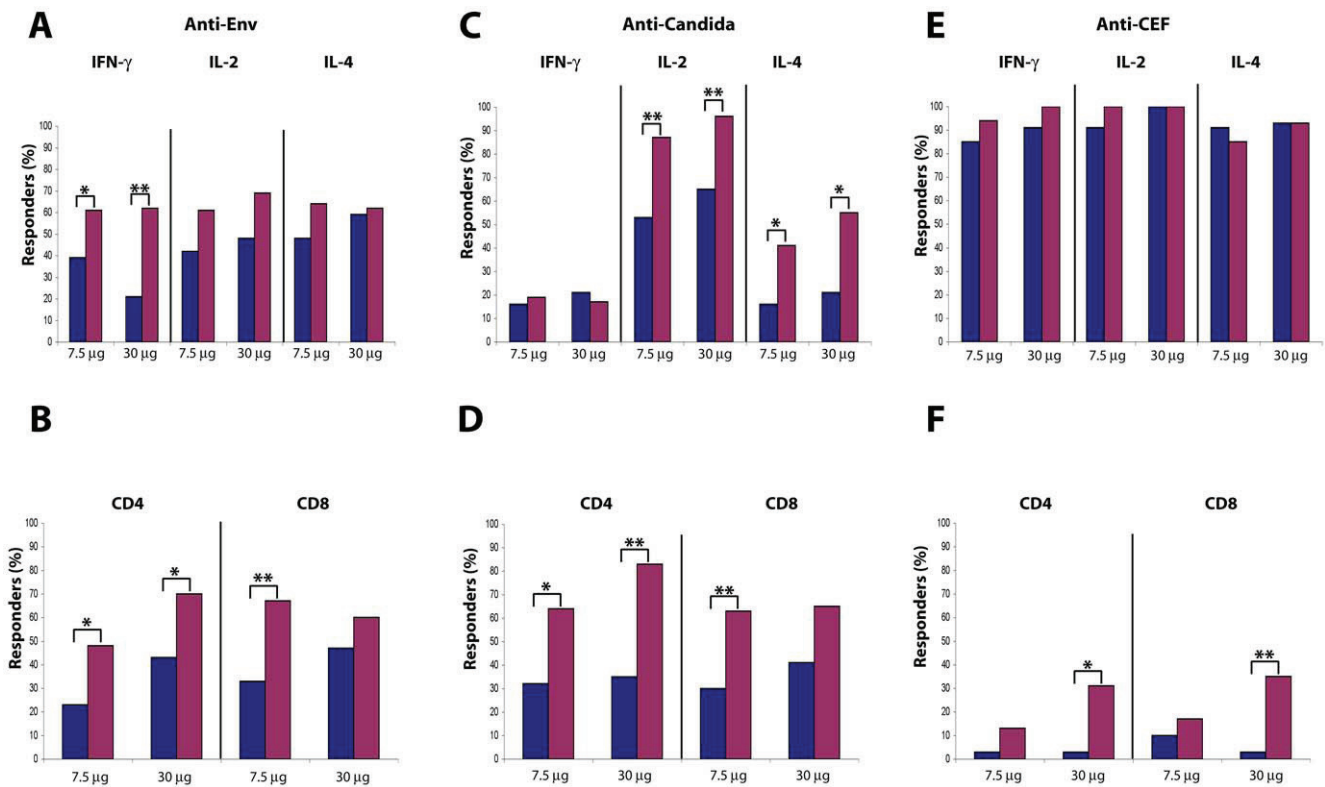 A
Anti-Env
IFN-γ IL-2 IL-4
Responders (%)
100
90
80
70
60
50
40
30
20
10
0
* **
7.5 µg 30 µg 7.5 µg 30 µg 7.5 µg 30 µg
C
Anti-Candida
IFN-γ IL-2 IL-4
Responders (%)
100
90
80
70
60
50
40
30
20
10
0
** ** * *
7.5 µg 30 µg 7.5 µg 30 µg 7.5 µg 30 µg
E
Anti-CEF
IFN-γ IL-2 IL-4
Responders (%)
100
90
80
70
60
50
40
30
20
10
0
7.5 µg 30 µg 7.5 µg 30 µg 7.5 µg 30 µg
B
CD4 CD8
Responders (%)
100
90
80
70
60
50
40
30
20
10
0
* * **
7.5 µg 30 µg 7.5 µg 30 µg
D
CD4 CD8
Responders (%)
100
90
80
70
60
50
40
30
20
10
0
* ** **
7.5 µg 30 µg 7.5 µg 30 µg
F
CD4 CD8
Responders (%)
100
90
80
70
60
50
40
30
20
10
0
* **
7.5 µg 30 µg 7.5 µg 30 µg